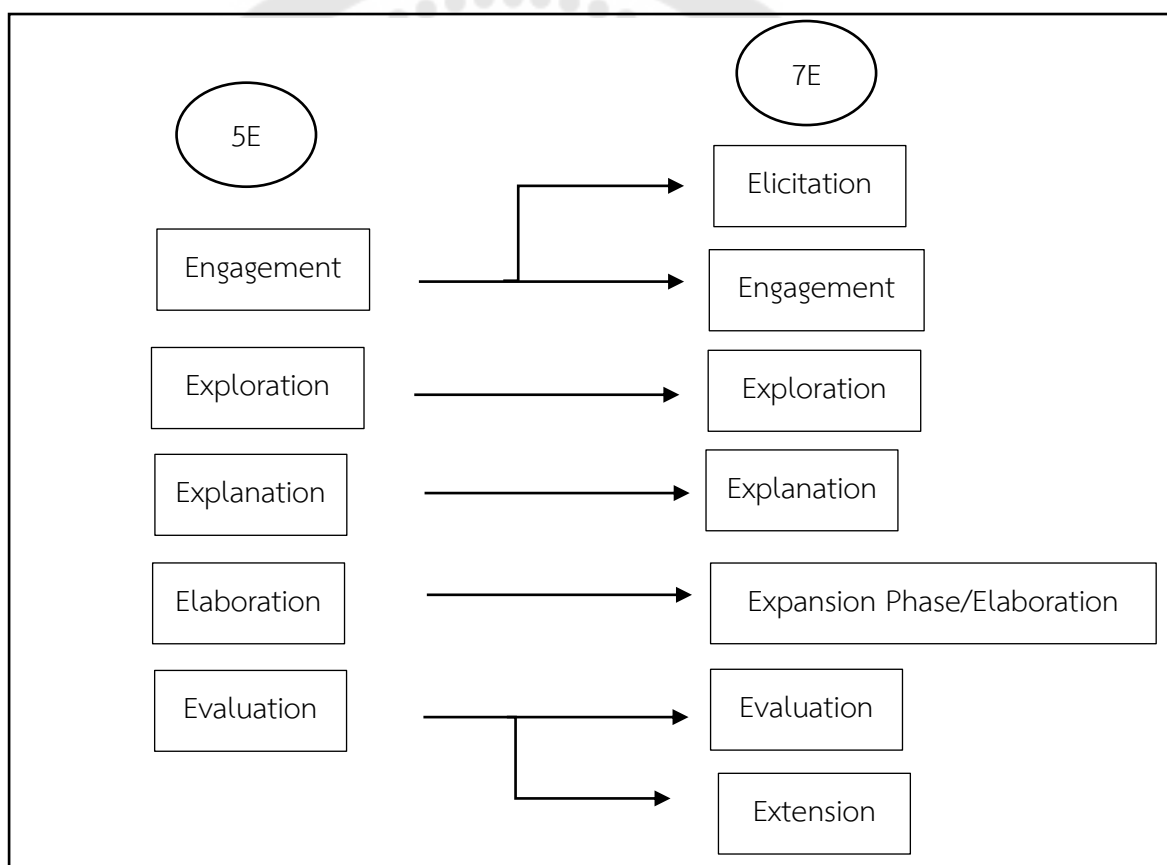 5E
Engagement
Exploration
Explanation
Elaboration
Evaluation
7E
Elicitation
Engagement
Exploration
Explanation
Expansion Phase/Elaboration
Evaluation
Extension